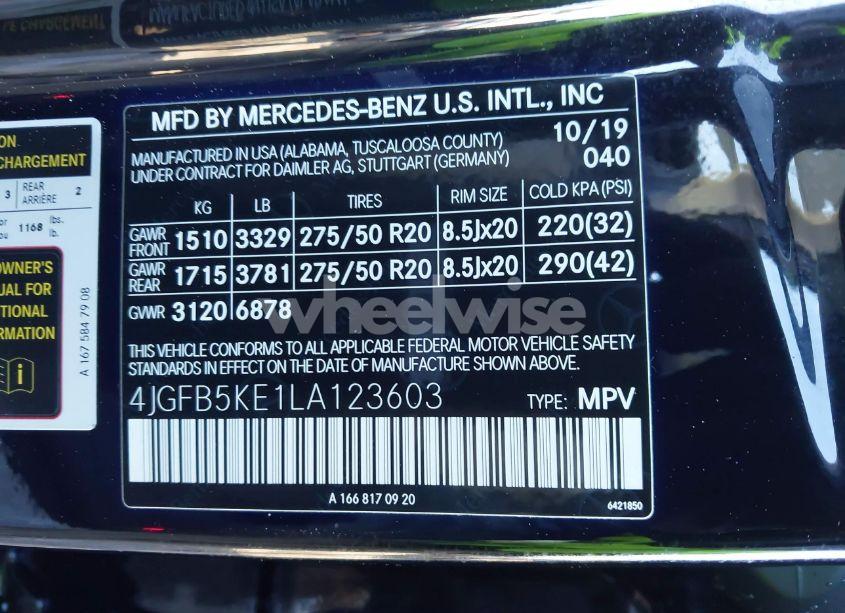 MFD BY MERCEDES-BENZ U.S. INTL., INC
MANUFACTURED IN USA (ALABAMA, TUSCALOOSA COUNTY) 10/19
UNDER CONTRACT FOR DAIMLER AG, STUTTGART (GERMANY) 040
KG LB TIRES RIM SIZE COLD KPA (PSI)
GAWR FRONT 1510 3329 275/50 R20 8.5Jx20 220(32)
GAWR REAR 1715 3781 275/50 R20 8.5Jx20 290(42)
GVWR 3120 6878
wheelwise
THIS VEHICLE CONFORMS TO ALL APPLICABLE FEDERAL MOTOR VEHICLE SAFETY
STANDARDS IN EFFECT ON THE DATE OF MANUFACTURE SHOWN ABOVE.
4JGFB5KE1LA123603 TYPE: MPV
A 166 817 09 20
6421850
CHARGEMENT
3 REAR ARRIÈRE 2
1168 lbs. lb.
OWNER'S
FOR
A 167 584 79 08